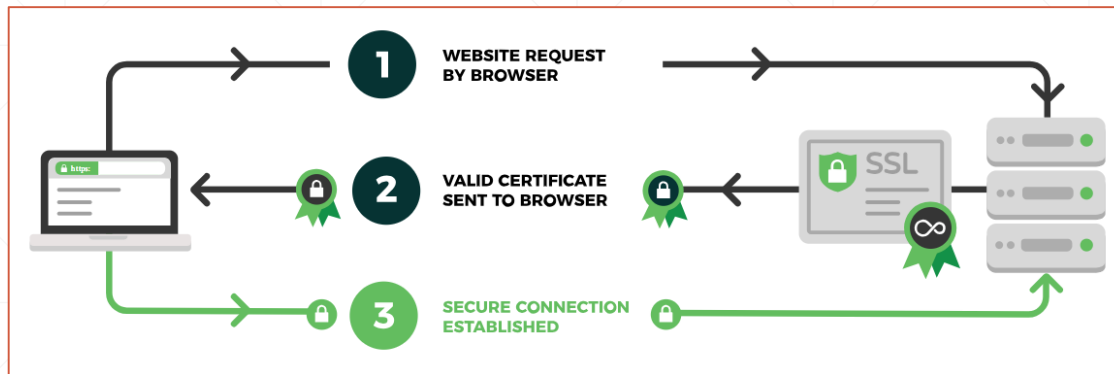 1
WEBSITE REQUEST
BY BROWSER
https:
2
VALID CERTIFICATE
SENT TO BROWSER
SSL
3
SECURE CONNECTION
ESTABLISHED